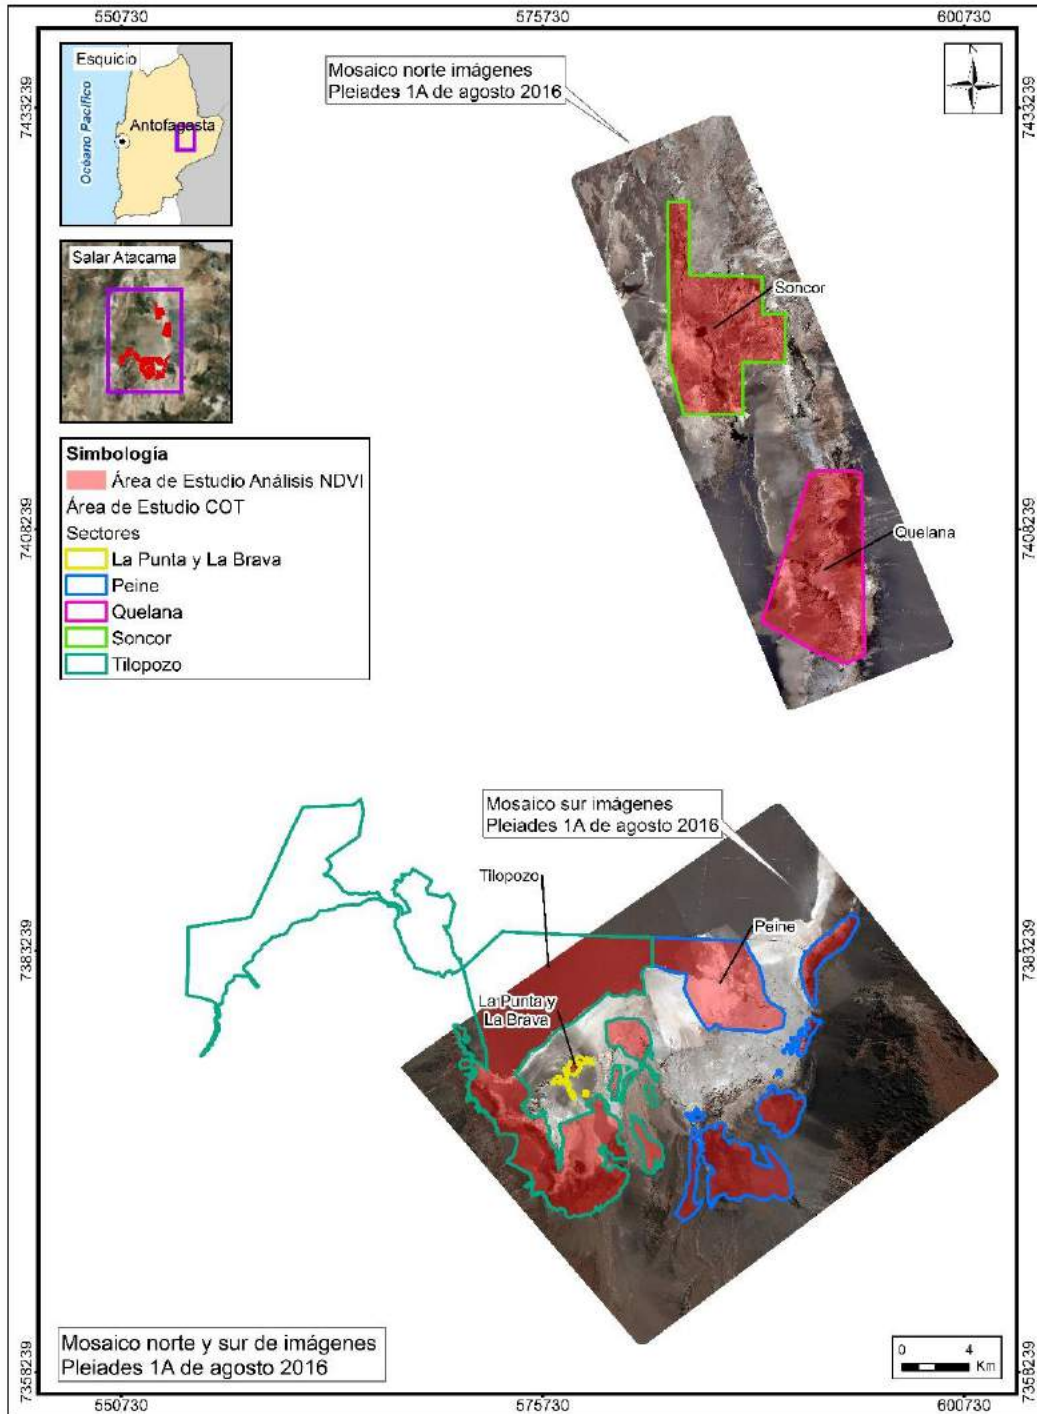 550730
575730
600730
7433239
7408239
7383239
7358239
7433239
7408239
7383239
7358239
Esquicio
Océano Pacífico
Antofagasta
Salar Atacama
Simbología
Área de Estudio Análisis NDVI
Área de Estudio COT
Sectores
La Punta y La Brava
Peine
Quelana
Soncor
Tilopozo
Mosaico norte imágenes
Pleiades 1A de agosto 2016
N
Soncor
Quelana
Mosaico sur imágenes
Pleiades 1A de agosto 2016
Tilopozo
Peine
La Punta y
La Brava
Mosaico norte y sur de imágenes
Pleiades 1A de agosto 2016
0 4
Km
550730
575730
600730